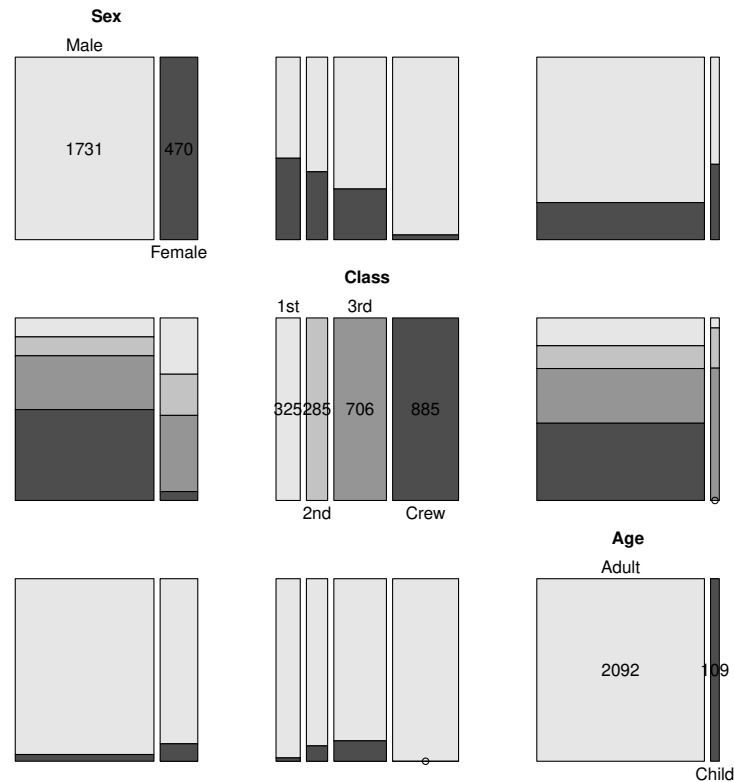 Sex
Male
1731 470
Female
Class
1st 3rd
325 285 706 885
2nd Crew
Age
Adult
2092 109
Child